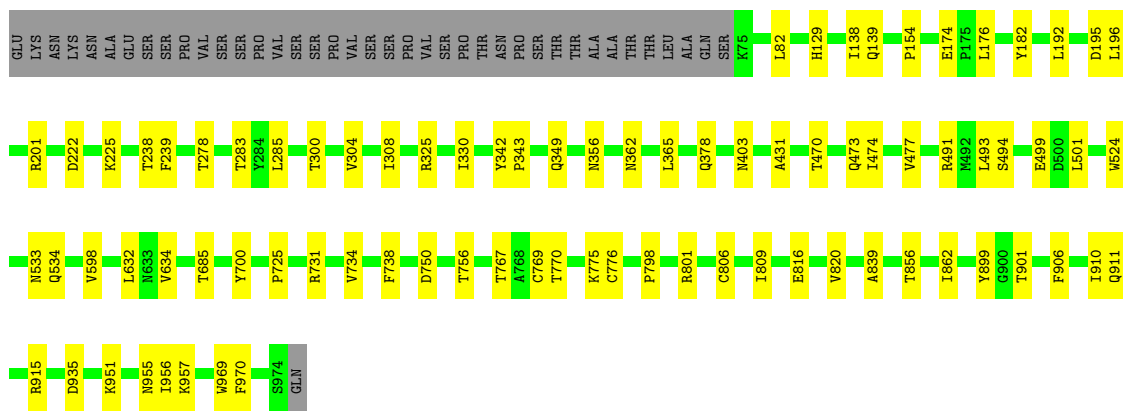 GLU LYS ASN LYS ASN ALA GLU SER SER PRO VAL SER SER PRO VAL SER SER PRO VAL SER SER PRO VAL SER SER PRO THR ASN PRO SER THR THR ALA ALA THR THR LEU ALA GLN SER K75 L82 H129 I138 Q139 P154 E174 P175 L176 Y182 L192 D195 L196
R201 D222 K225 T238 F239 T278 T283 Y284 L285 T300 V304 I308 R325 I330 Y342 P343 Q349 N356 N362 L365 Q378 N403 A431 T470 Q473 I474 V477 R491 M492 L493 S494 E499 D500 L501 W524
N533 Q534 V598 L632 N633 V634 T685 Y700 P725 R731 V734 F738 D750 T756 T767 A768 C769 T770 K775 C776 P798 R801 C806 I809 E816 V820 A839 T856 I862 Y899 G900 T901 F906 I910 Q911
R915 D935 K951 N955 I956 K957 W969 F970 S974 GLN